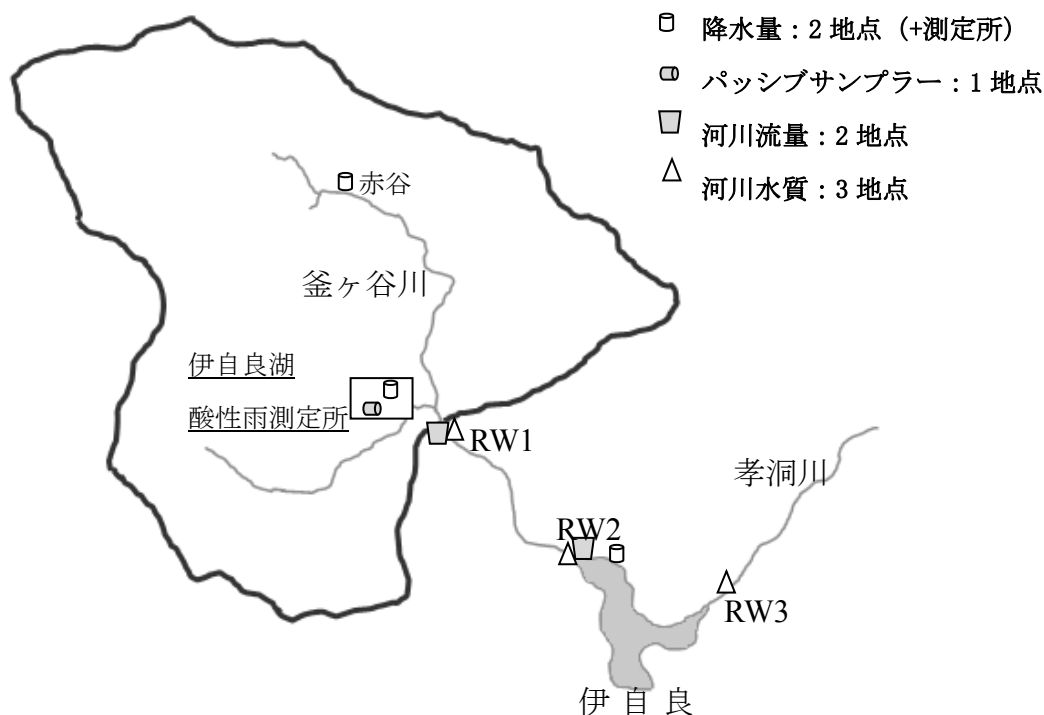 降水量：2 地点（+測定所）
パッシブサンプラー：1 地点
河川流量：2 地点
河川水質：3 地点
赤谷
釜ヶ谷川
伊自良湖
酸性雨測定所
RW1
孝洞川
RW2
RW3
伊 自 良